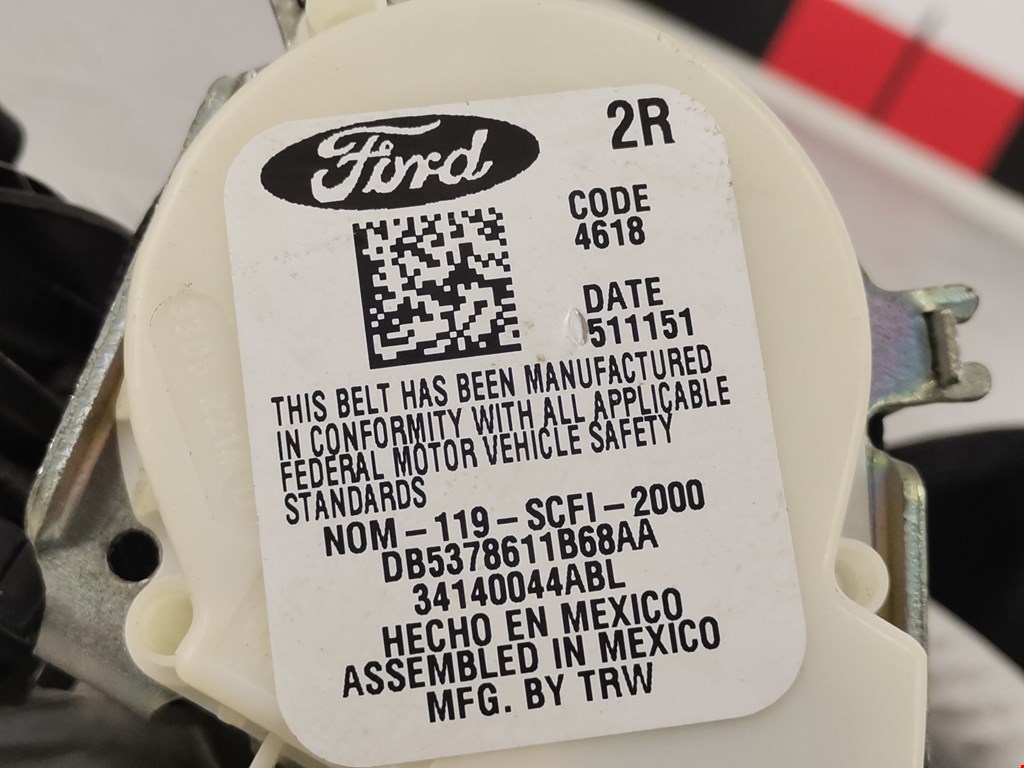 Ford
2R
CODE
4618
DATE
511151
THIS BELT HAS BEEN MANUFACTURED
IN CONFORMITY WITH ALL APPLICABLE
FEDERAL MOTOR VEHICLE SAFETY
STANDARDS
NOM-119-SCFI-2000
DB5378611B68AA
34140044ABL
HECHO EN MEXICO
ASSEMBLED IN MEXICO
MFG. BY TRW